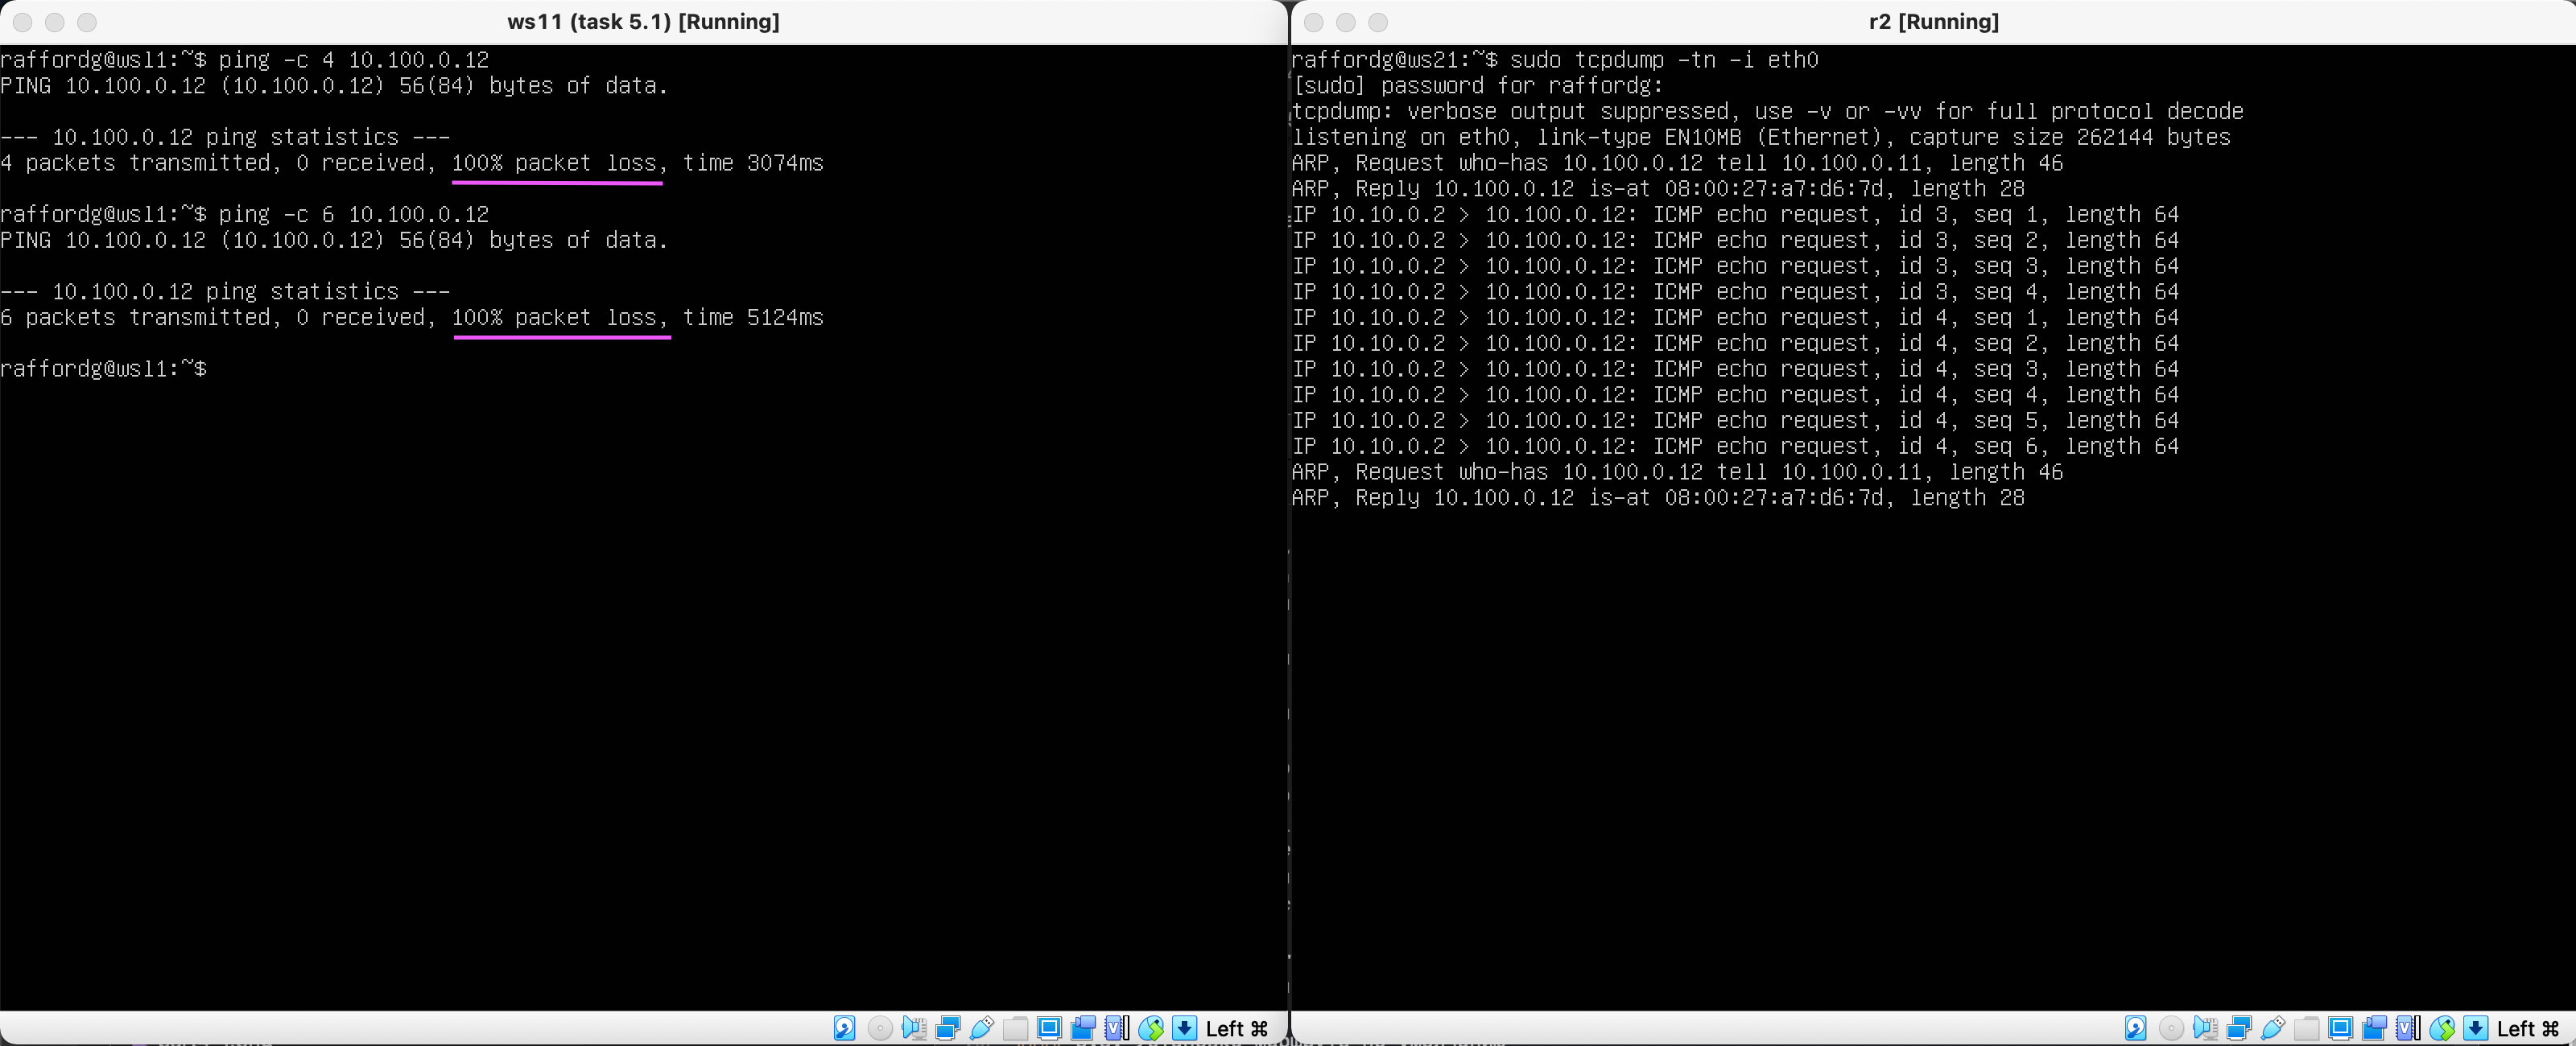 ws11 (task 5.1) [Running]
raffordg@wsl1:~$ ping -c 4 10.100.0.12
PING 10.100.0.12 (10.100.0.12) 56(84) bytes of data.
--- 10.100.0.12 ping statistics ---
4 packets transmitted, 0 received, 100% packet loss, time 3074ms
raffordg@wsl1:~$ ping -c 6 10.100.0.12
PING 10.100.0.12 (10.100.0.12) 56(84) bytes of data.
--- 10.100.0.12 ping statistics ---
6 packets transmitted, 0 received, 100% packet loss, time 5124ms
raffordg@wsl1:~$
Left ⌘
r2 [Running]
raffordg@ws21:~$ sudo tcpdump -tn -i eth0
[sudo] password for raffordg:
tcpdump: verbose output suppressed, use -v or -vv for full protocol decode
listening on eth0, link-type EN10MB (Ethernet), capture size 262144 bytes
ARP, Request who-has 10.100.0.12 tell 10.100.0.11, length 46
ARP, Reply 10.100.0.12 is-at 08:00:27:a7:d6:7d, length 28
IP 10.10.0.2 > 10.100.0.12: ICMP echo request, id 3, seq 1, length 64
IP 10.10.0.2 > 10.100.0.12: ICMP echo request, id 3, seq 2, length 64
IP 10.10.0.2 > 10.100.0.12: ICMP echo request, id 3, seq 3, length 64
IP 10.10.0.2 > 10.100.0.12: ICMP echo request, id 3, seq 4, length 64
IP 10.10.0.2 > 10.100.0.12: ICMP echo request, id 4, seq 1, length 64
IP 10.10.0.2 > 10.100.0.12: ICMP echo request, id 4, seq 2, length 64
IP 10.10.0.2 > 10.100.0.12: ICMP echo request, id 4, seq 3, length 64
IP 10.10.0.2 > 10.100.0.12: ICMP echo request, id 4, seq 4, length 64
IP 10.10.0.2 > 10.100.0.12: ICMP echo request, id 4, seq 5, length 64
IP 10.10.0.2 > 10.100.0.12: ICMP echo request, id 4, seq 6, length 64
ARP, Request who-has 10.100.0.12 tell 10.100.0.11, length 46
ARP, Reply 10.100.0.12 is-at 08:00:27:a7:d6:7d, length 28
Left ⌘